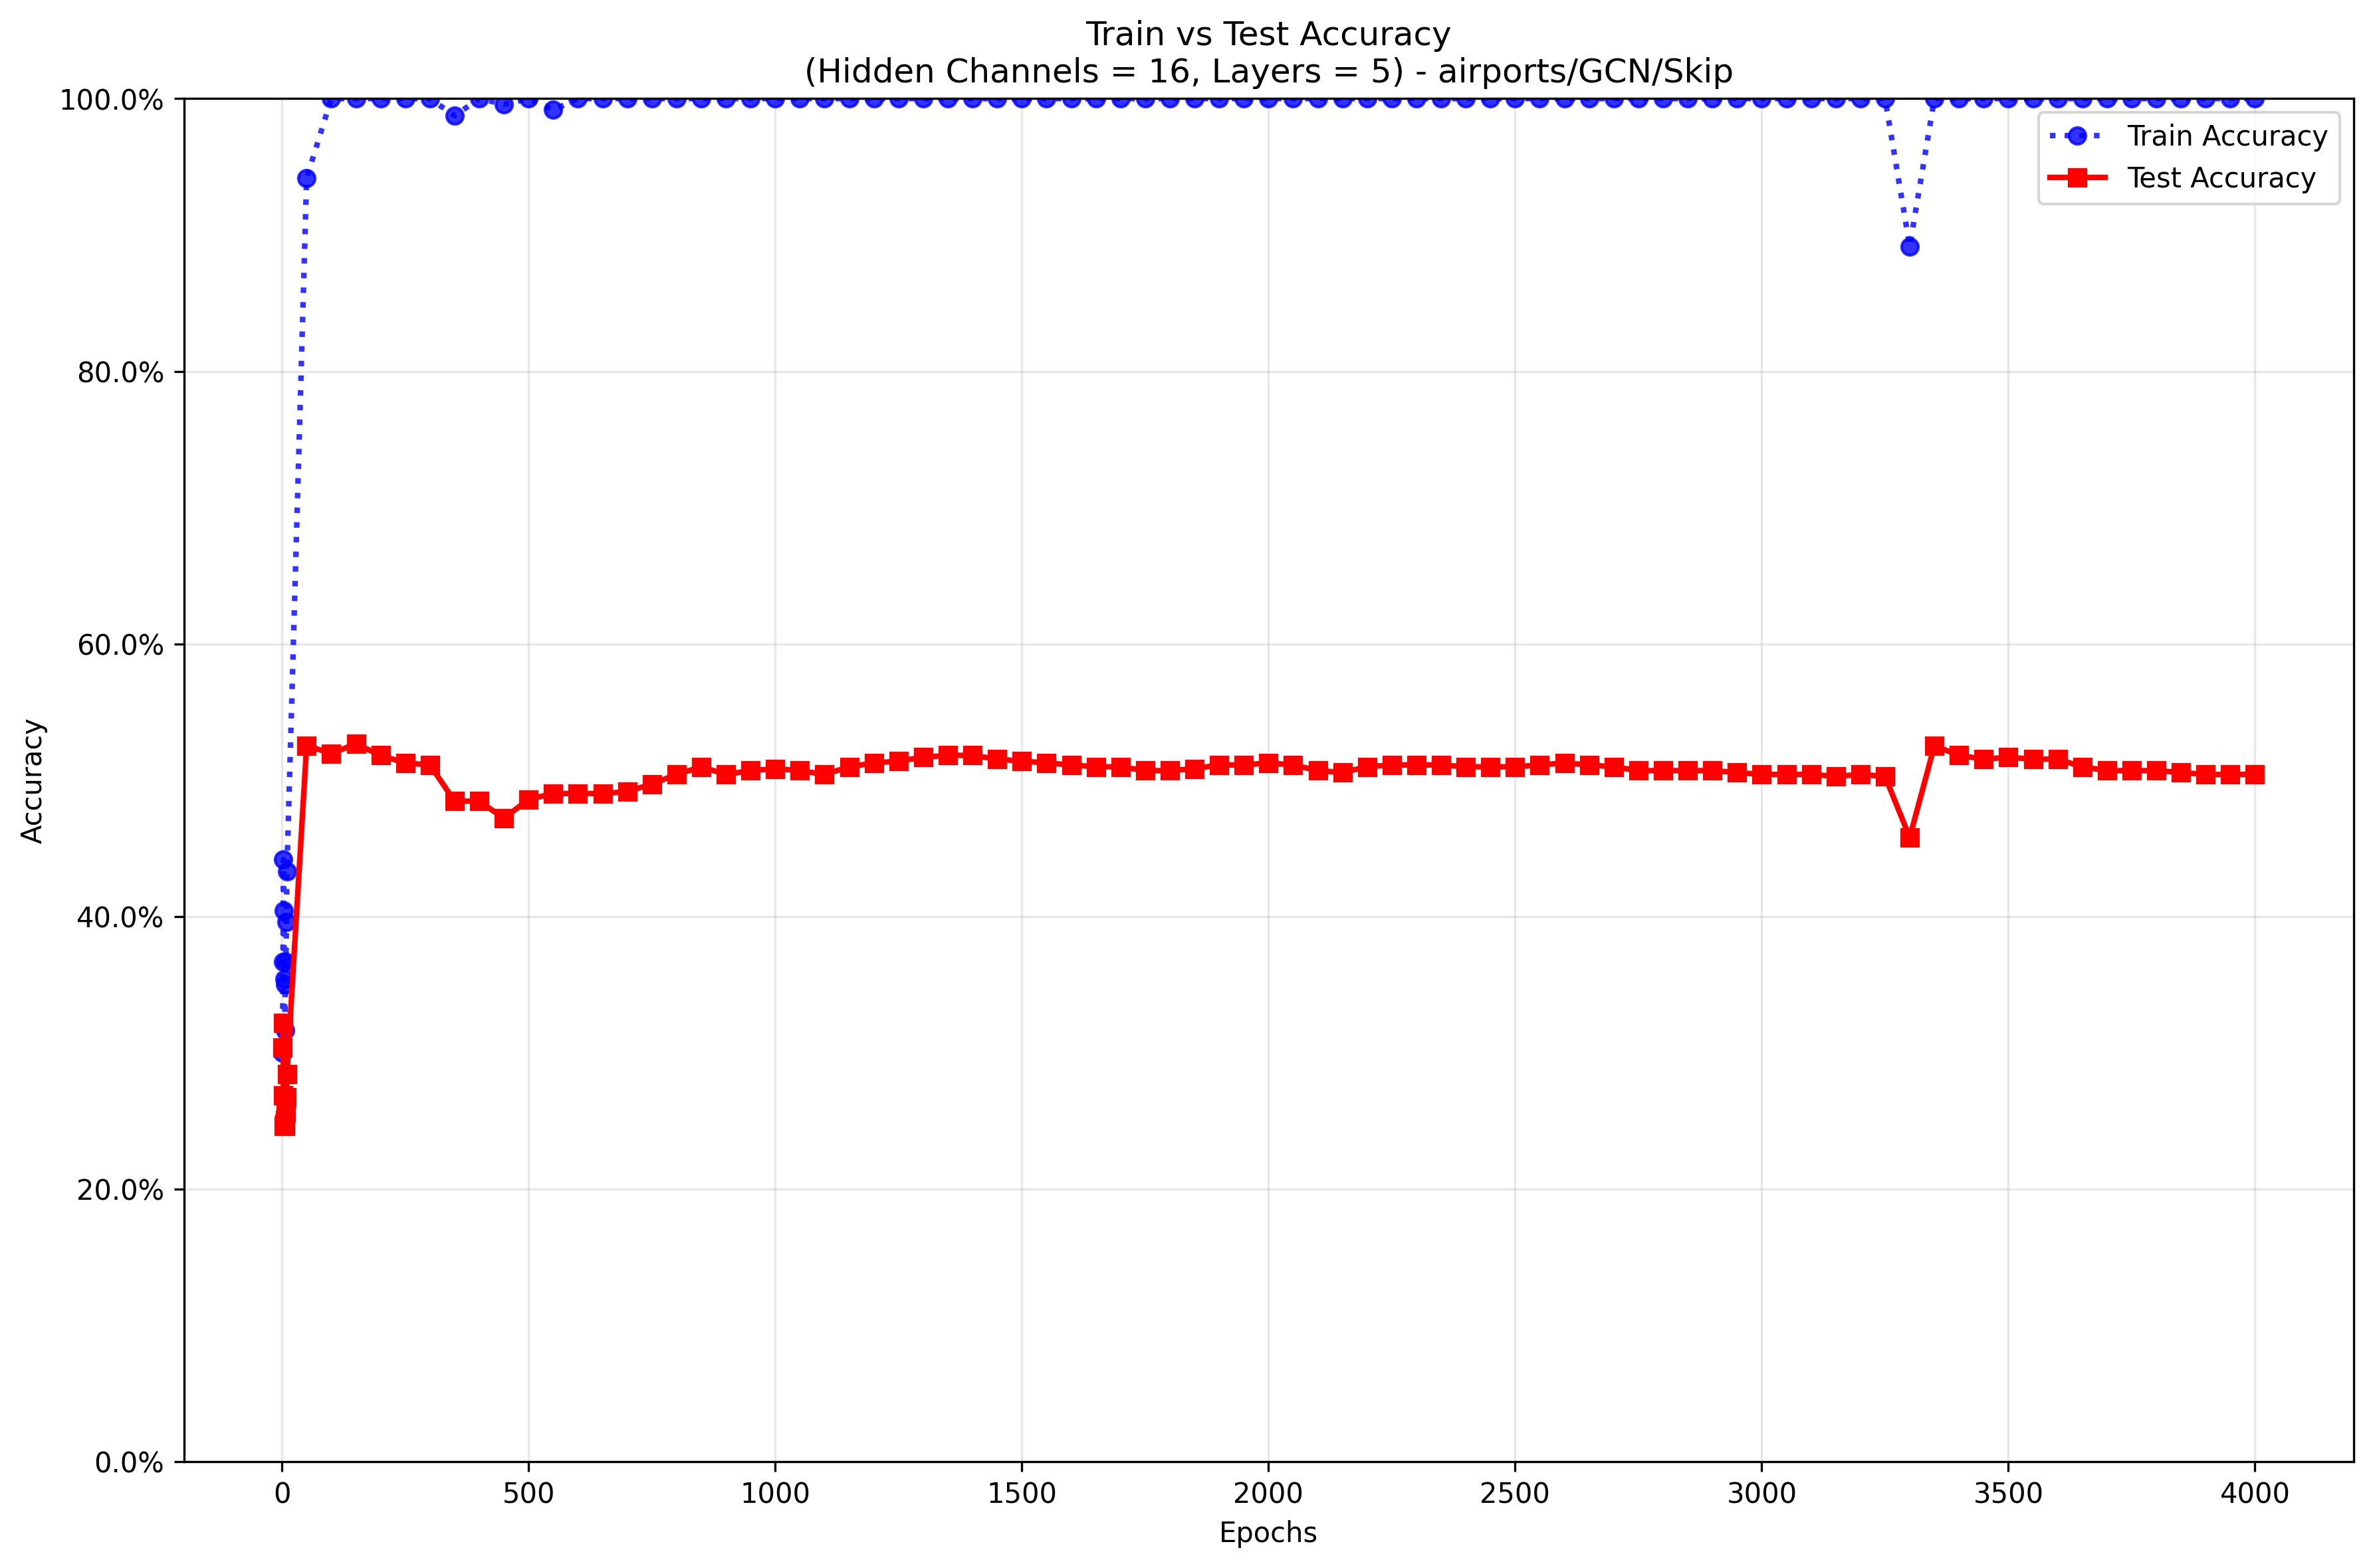 Train vs Test Accuracy
(Hidden Channels = 16, Layers = 5) - airports/GCN/Skip
100.0%
80.0%
60.0%
40.0%
20.0%
0.0%
Accuracy
Train Accuracy
Test Accuracy
0 500 1000 1500 2000 2500 3000 3500 4000
Epochs